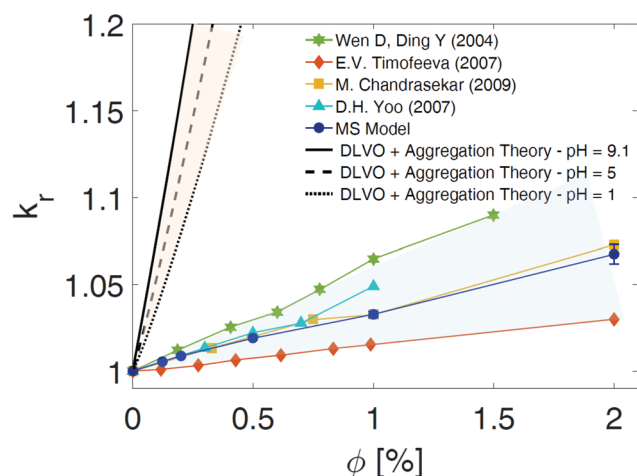 1.2
1.15
1.1
1.05
1
k_r
Wen D, Ding Y (2004)
E.V. Timofeeva (2007)
M. Chandrasekar (2009)
D.H. Yoo (2007)
MS Model
DLVO + Aggregation Theory - pH = 9.1
DLVO + Aggregation Theory - pH = 5
DLVO + Aggregation Theory - pH = 1
0 0.5 1 1.5 2
ϕ [%]